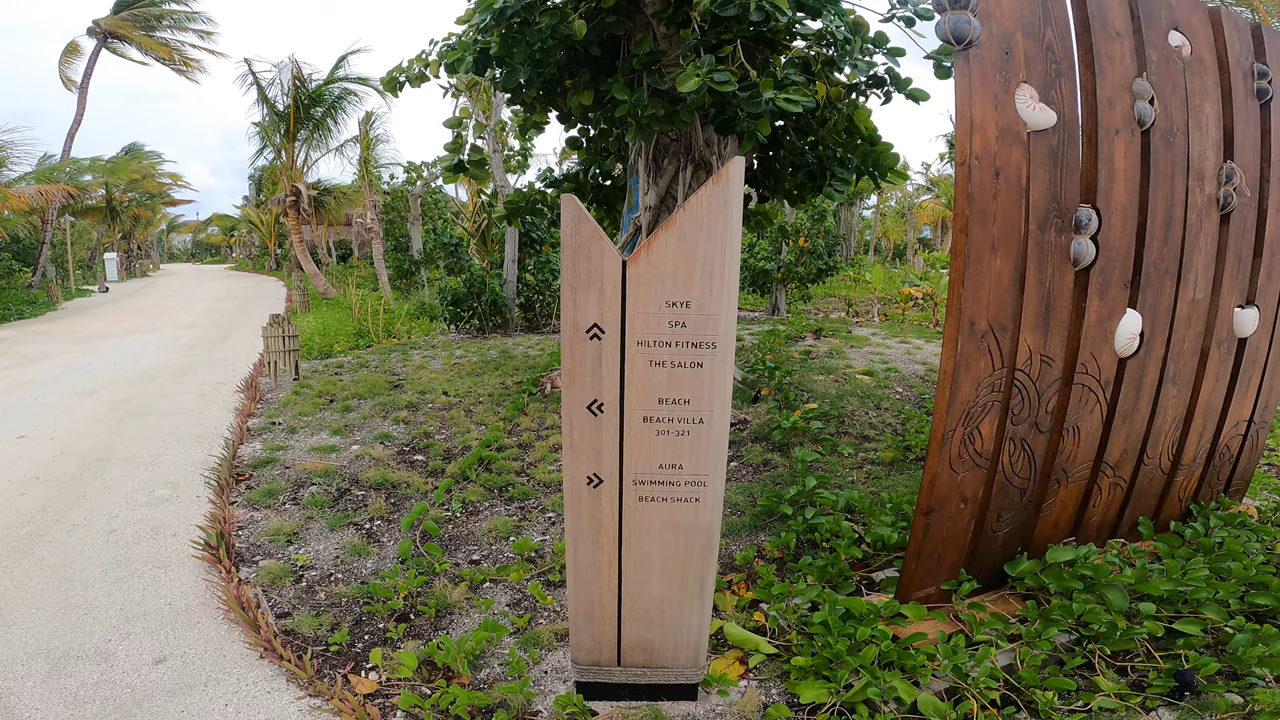 SKYE
SPA
HILTON FITNESS
THE SALON
BEACH
BEACH VILLA
301-321
AURA
SWIMMING POOL
BEACH SHACK